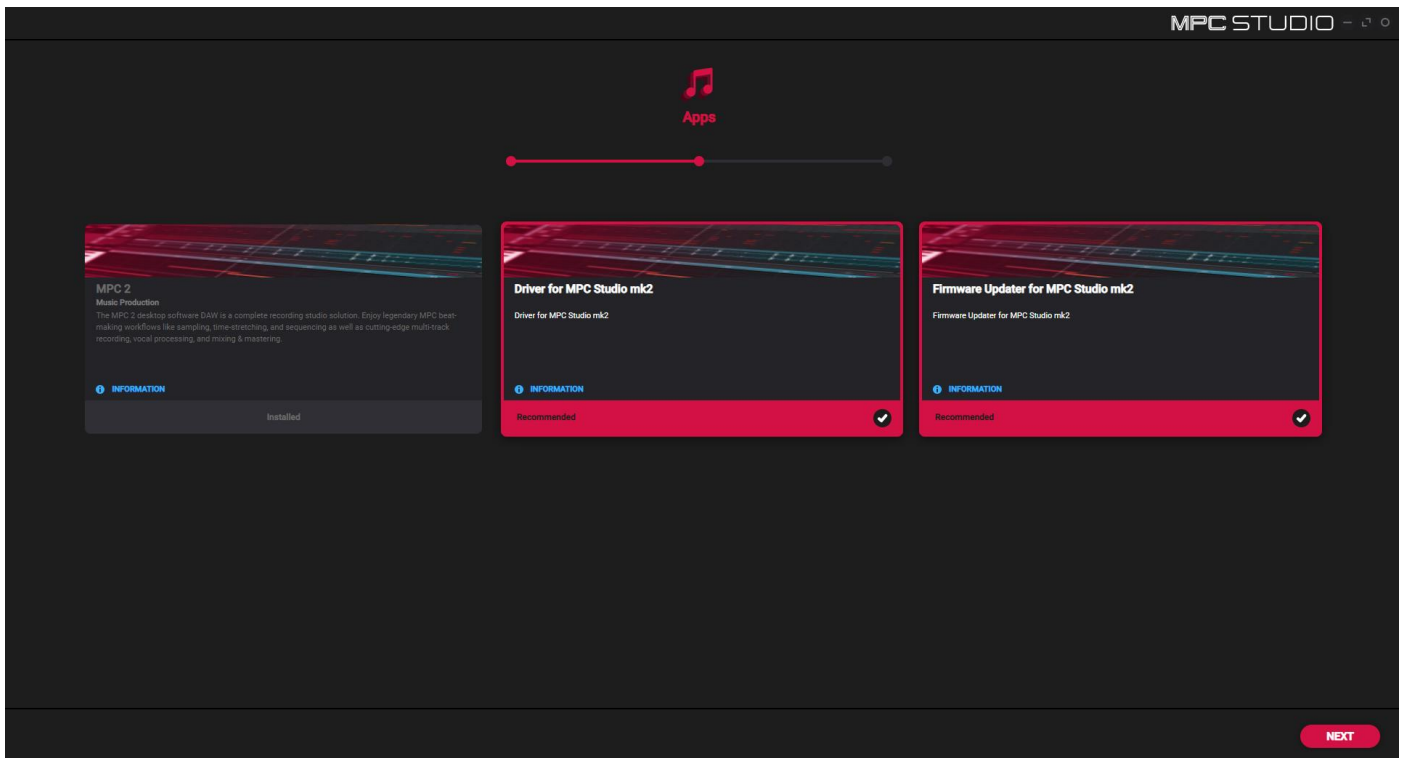 MPC STUDIO
Apps
MPC 2
Music Production
The MPC 2 desktop software DAW is a complete recording studio solution. Enjoy legendary MPC beat-
making workflows like sampling, time-stretching, and sequencing as well as cutting-edge multi-track
recording, vocal processing, and mixing & mastering.
INFORMATION
Installed
Driver for MPC Studio mk2
Driver for MPC Studio mk2
INFORMATION
Recommended
Firmware Updater for MPC Studio mk2
Firmware Updater for MPC Studio mk2
INFORMATION
Recommended
NEXT